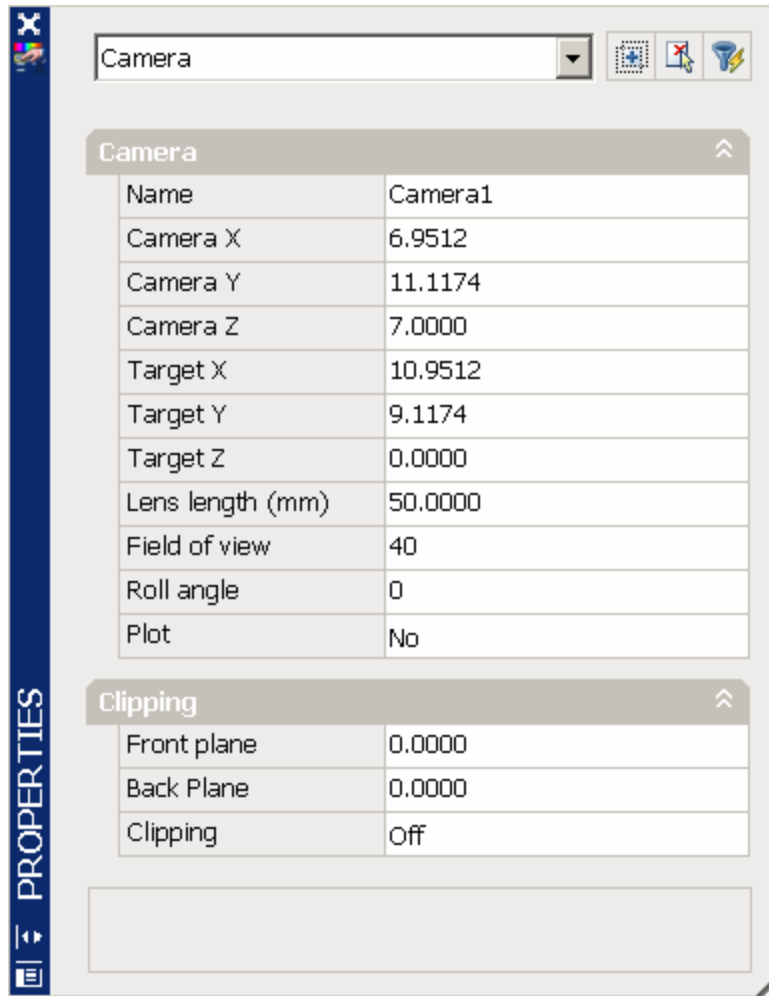 Camera
Camera
Name Camera1
Camera X 6.9512
Camera Y 11.1174
Camera Z 7.0000
Target X 10.9512
Target Y 9.1174
Target Z 0.0000
Lens length (mm) 50.0000
Field of view 40
Roll angle 0
Plot No
Clipping
Front plane 0.0000
Back Plane 0.0000
Clipping Off
PROPERTIES